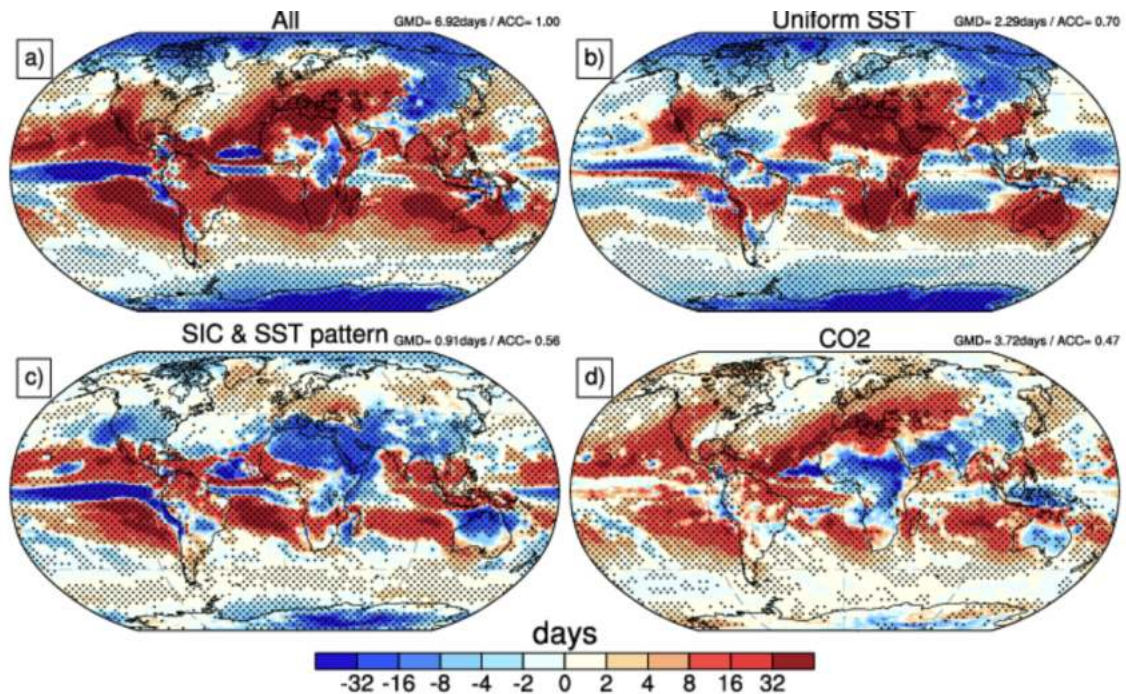 All
GMD= 6.92days / ACC= 1.00
a)
Uniform SST
GMD= 2.29days / ACC= 0.70
b)
SIC & SST pattern
GMD= 0.91days / ACC= 0.56
c)
CO2
GMD= 3.72days / ACC= 0.47
d)
days
-32 -16 -8 -4 -2 0 2 4 8 16 32